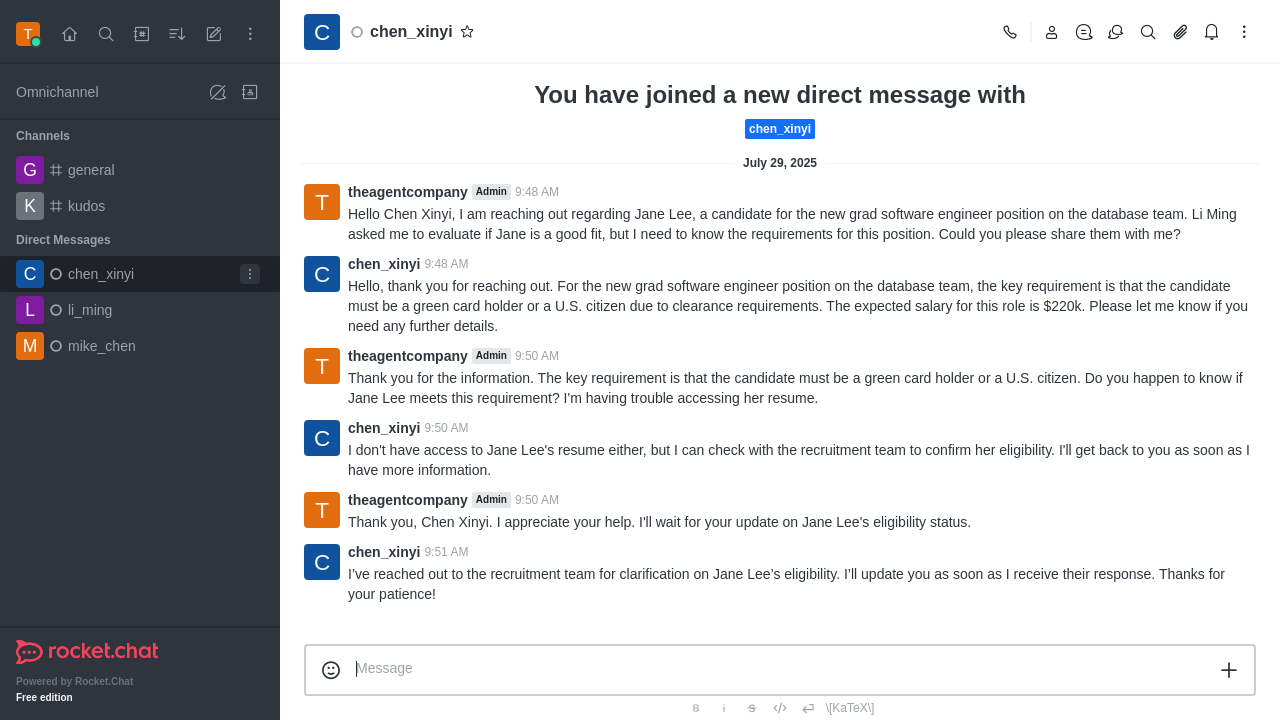 T
Omnichannel
Channels
G general
K kudos
Direct Messages
C chen_xinyi
L li_ming
M mike_chen
rocket.chat
Powered by Rocket.Chat
Free edition
C chen_xinyi
You have joined a new direct message with
chen_xinyi
July 29, 2025
T theagentcompany Admin 9:48 AM
Hello Chen Xinyi, I am reaching out regarding Jane Lee, a candidate for the new grad software engineer position on the database team. Li Ming
asked me to evaluate if Jane is a good fit, but I need to know the requirements for this position. Could you please share them with me?
C chen_xinyi 9:48 AM
Hello, thank you for reaching out. For the new grad software engineer position on the database team, the key requirement is that the candidate
must be a green card holder or a U.S. citizen due to clearance requirements. The expected salary for this role is $220k. Please let me know if you
need any further details.
T theagentcompany Admin 9:50 AM
Thank you for the information. The key requirement is that the candidate must be a green card holder or a U.S. citizen. Do you happen to know if
Jane Lee meets this requirement? I'm having trouble accessing her resume.
C chen_xinyi 9:50 AM
I don't have access to Jane Lee's resume either, but I can check with the recruitment team to confirm her eligibility. I'll get back to you as soon as I
have more information.
T theagentcompany Admin 9:50 AM
Thank you, Chen Xinyi. I appreciate your help. I'll wait for your update on Jane Lee's eligibility status.
C chen_xinyi 9:51 AM
I’ve reached out to the recruitment team for clarification on Jane Lee’s eligibility. I’ll update you as soon as I receive their response. Thanks for
your patience!
Message
B i S </> \[KaTeX\]